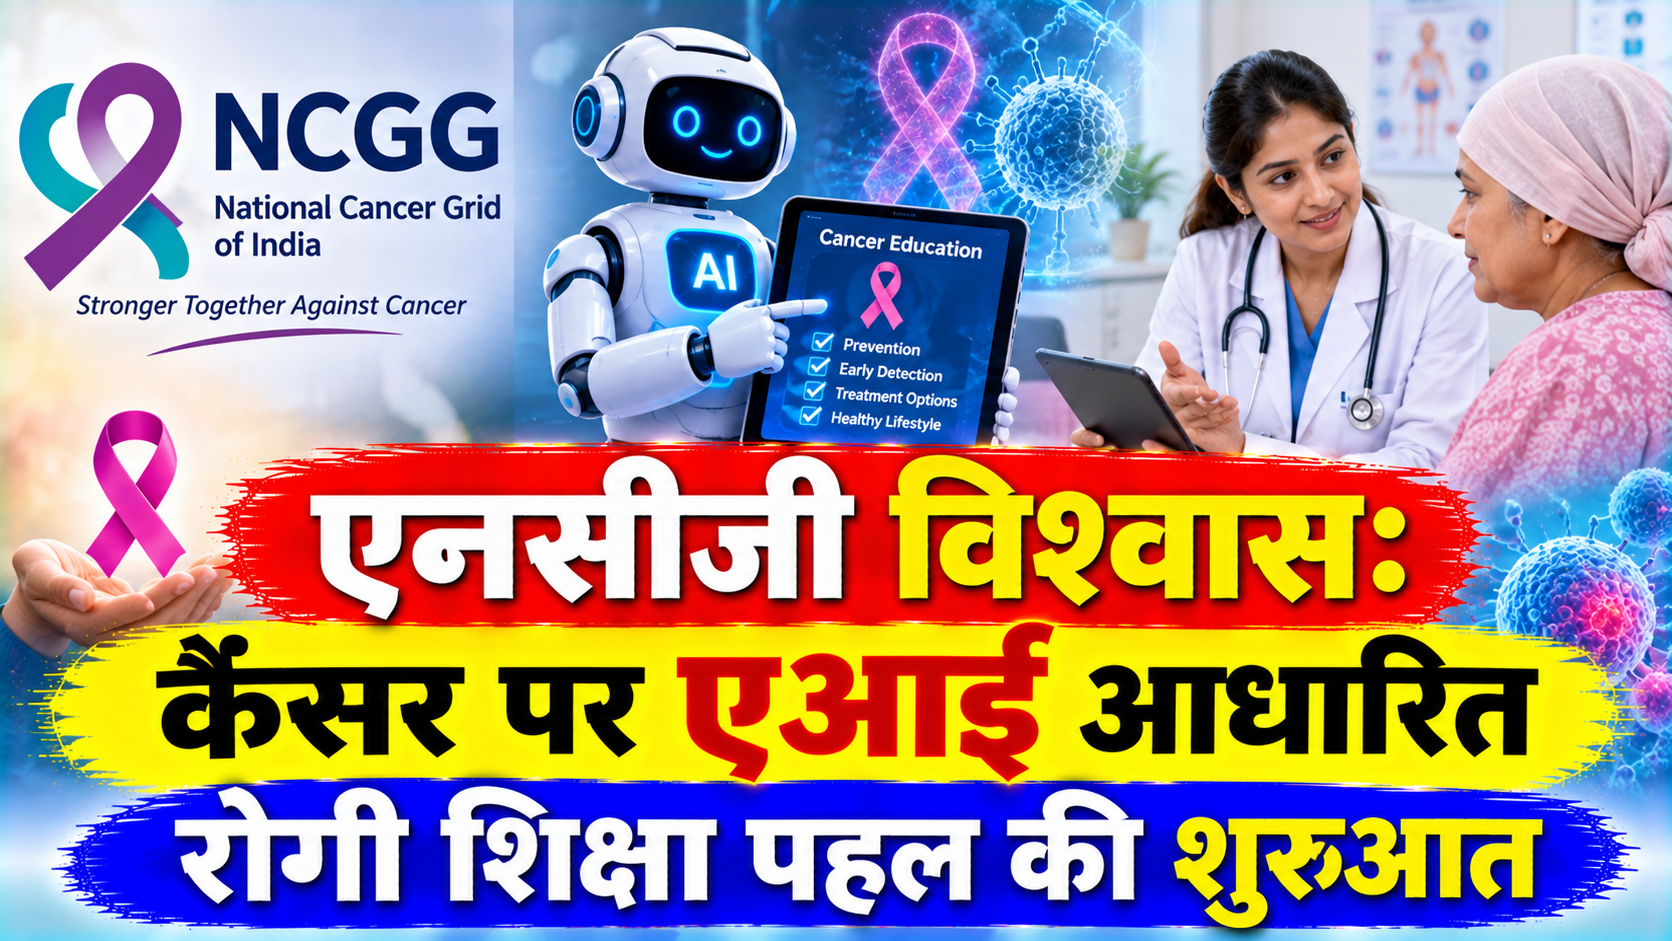 NCGG
National Cancer Grid
of India
Stronger Together Against Cancer
AI
Cancer Education
Prevention
Early Detection
Treatment Options
Healthy Lifestyle
एनसीजी विश्वास:
कैंसर पर एआई आधारित
रोगी शिक्षा पहल की शुरुआत